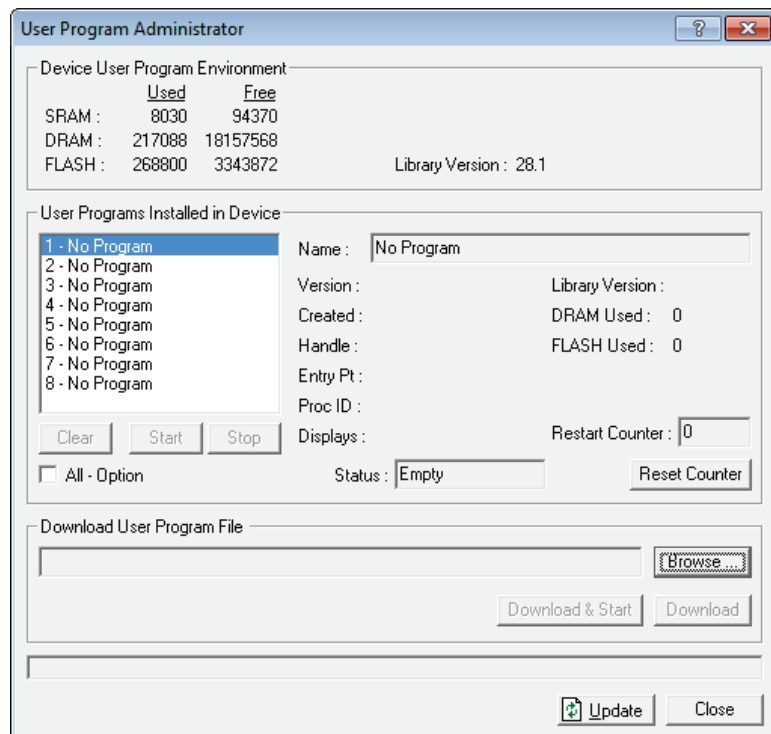 User Program Administrator
Device User Program Environment
Used Free
SRAM : 8030 94370
DRAM : 217088 18157568
FLASH : 268800 3343872 Library Version : 28.1
User Programs Installed in Device
1 - No Program
2 - No Program
3 - No Program
4 - No Program
5 - No Program
6 - No Program
7 - No Program
8 - No Program
Clear Start Stop
All - Option
Name : No Program
Version : Library Version :
Created : DRAM Used : 0
Handle : FLASH Used : 0
Entry Pt :
Proc ID :
Displays : Restart Counter : 0
Status : Empty Reset Counter
Download User Program File
Browse ...
Download & Start Download
Update Close